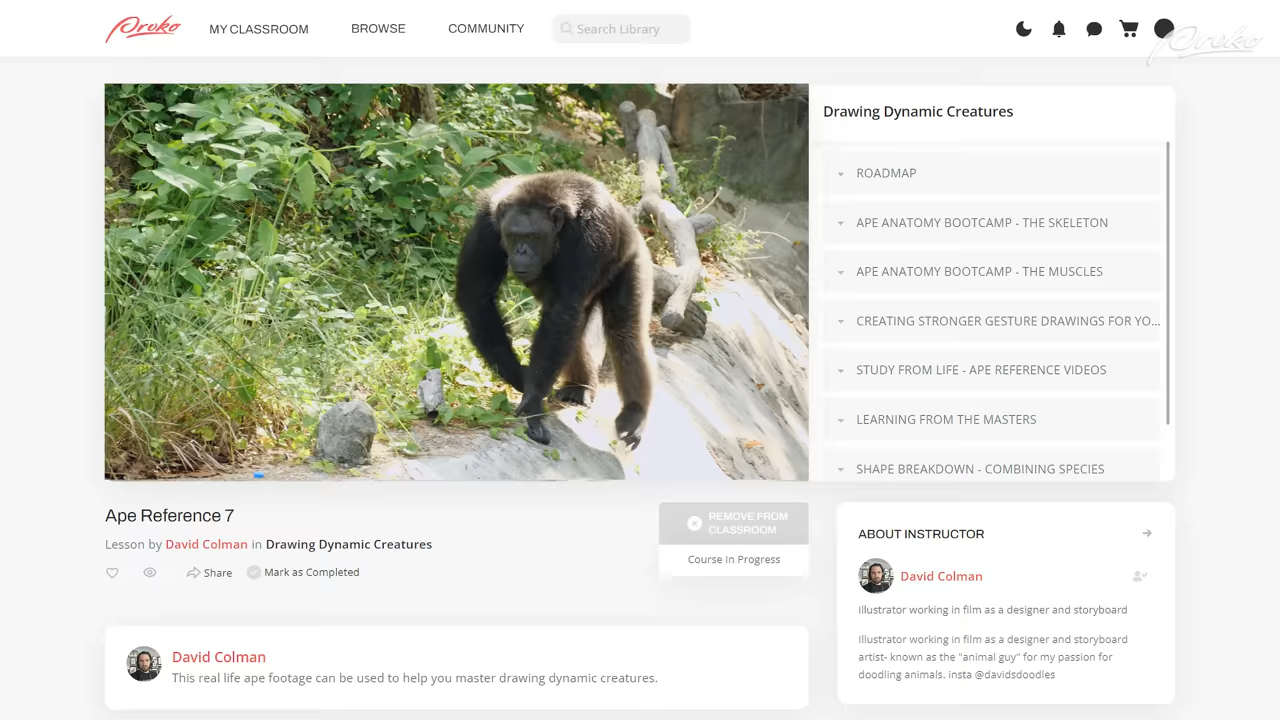 Proko MY CLASSROOM BROWSE COMMUNITY Search Library
Proko
Drawing Dynamic Creatures
ROADMAP
APE ANATOMY BOOTCAMP - THE SKELETON
APE ANATOMY BOOTCAMP - THE MUSCLES
CREATING STRONGER GESTURE DRAWINGS FOR YO...
STUDY FROM LIFE - APE REFERENCE VIDEOS
LEARNING FROM THE MASTERS
SHAPE BREAKDOWN - COMBINING SPECIES
Ape Reference 7
Lesson by David Colman in Drawing Dynamic Creatures
Share Mark as Completed
REMOVE FROM
CLASSROOM
Course In Progress
David Colman
This real life ape footage can be used to help you master drawing dynamic creatures.
ABOUT INSTRUCTOR
David Colman
Illustrator working in film as a designer and storyboard
Illustrator working in film as a designer and storyboard
artist- known as the "animal guy" for my passion for
doodling animals. insta @davidsdoodles